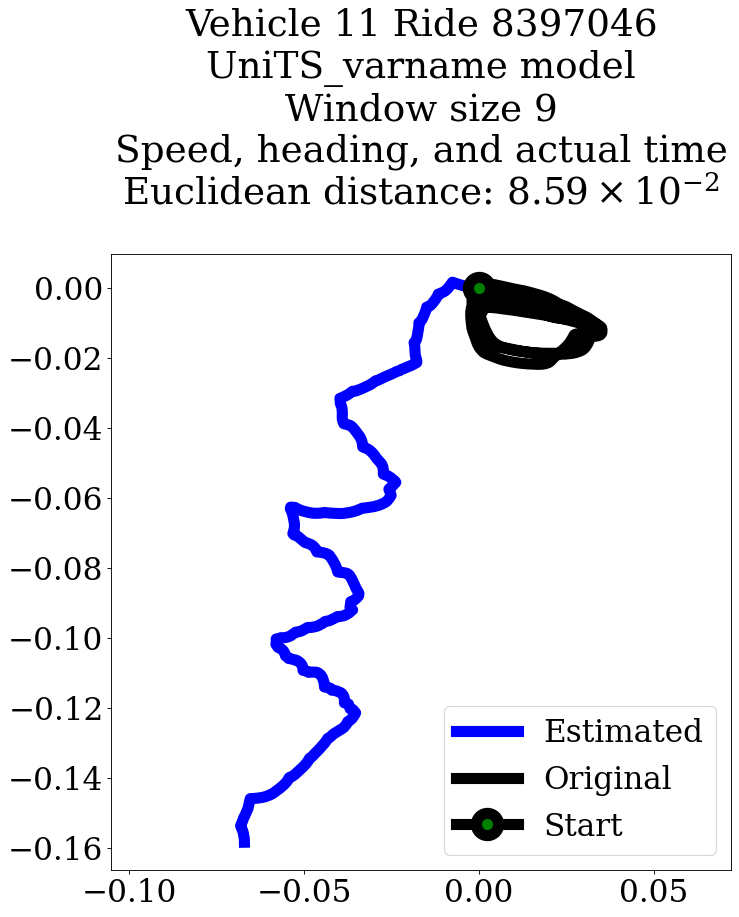 Vehicle 11 Ride 8397046
UniTS_varname model
Window size 9
Speed, heading, and actual time
Euclidean distance: 8.59 × 10⁻²
0.00
−0.02
−0.04
−0.06
−0.08
−0.10
−0.12
−0.14
−0.16
−0.10 −0.05 0.00 0.05
Estimated
Original
Start